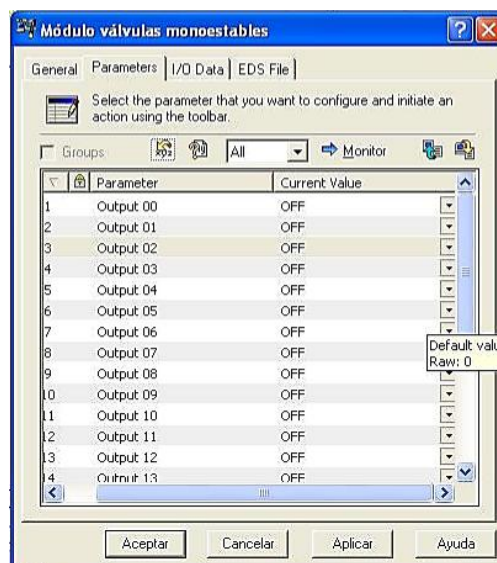 Módulo válvulas monoestables
General Parameters I/O Data EDS File
Select the parameter that you want to configure and initiate an
action using the toolbar.
Groups All Monitor
Parameter Current Value
1 Output 00 OFF
2 Output 01 OFF
3 Output 02 OFF
4 Output 03 OFF
5 Output 04 OFF
6 Output 05 OFF
7 Output 06 OFF
8 Output 07 OFF
9 Output 08 OFF
10 Output 09 OFF
11 Output 10 OFF
12 Output 11 OFF
13 Output 12 OFF
14 Output 13 OFF
Default valu
Raw: 0
Aceptar Cancelar Aplicar Ayuda